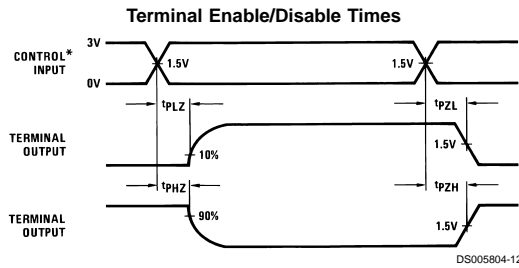 Terminal Enable/Disable Times
CONTROL*
INPUT
3V
0V
1.5V
1.5V
tPLZ
tPZL
TERMINAL
OUTPUT
10%
1.5V
tPHZ
tPZH
TERMINAL
OUTPUT
90%
1.5V
DS005804-12